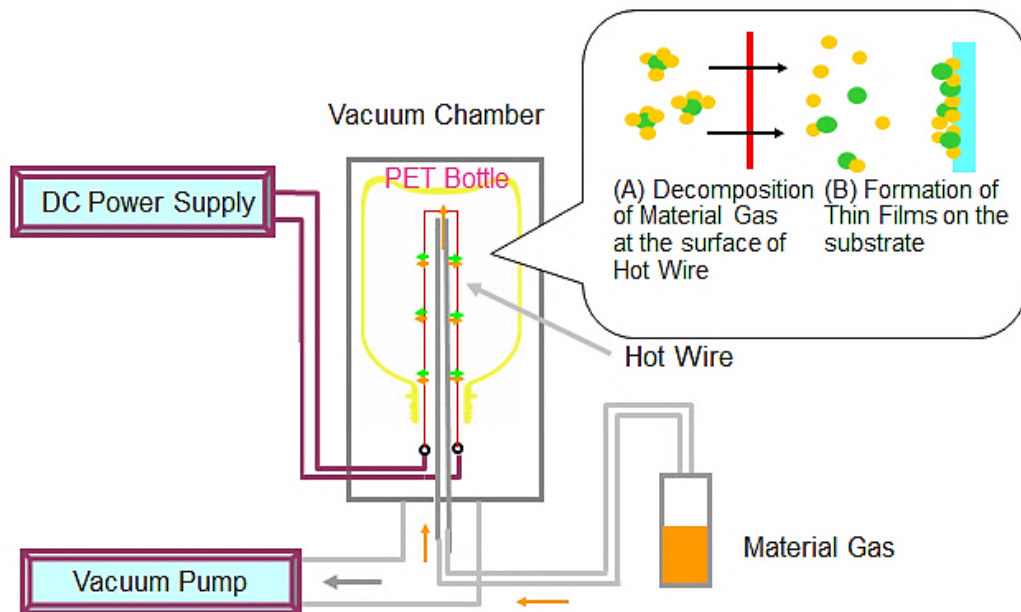 Vacuum Chamber
PET Bottle
DC Power Supply
(A) Decomposition
of Material Gas
at the surface of
Hot Wire
(B) Formation of
Thin Films on the
substrate
Hot Wire
Material Gas
Vacuum Pump